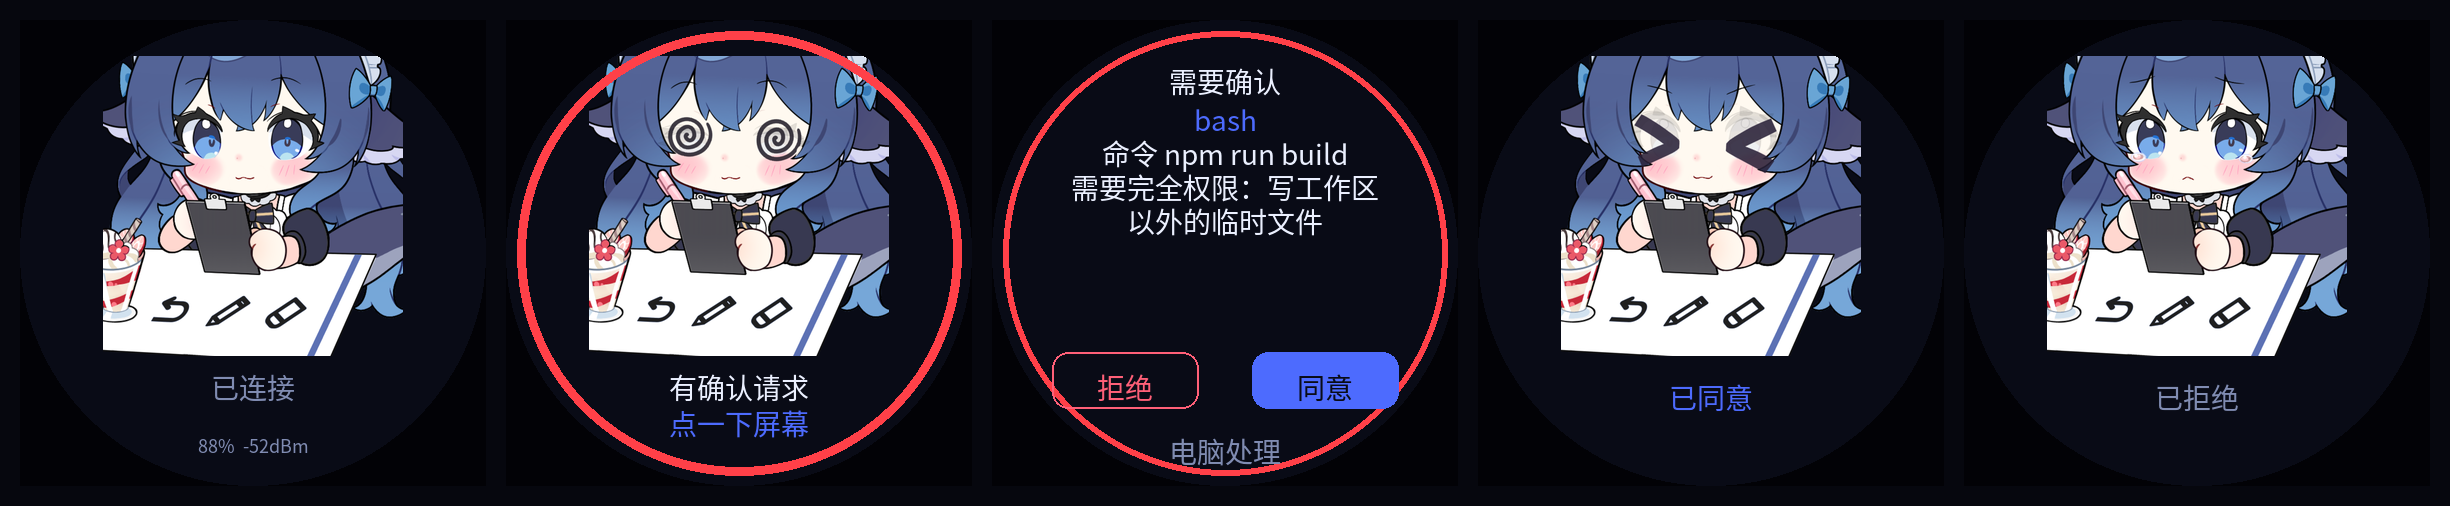 已连接
88% -52dBm
有确认请求
点一下屏幕
需要确认
bash
命令 npm run build
需要完全权限：写工作区
以外的临时文件
拒绝
同意
电脑处理
已同意
已拒绝